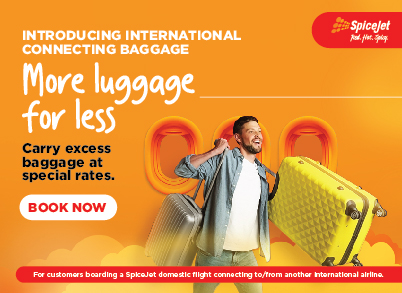 INTRODUCING INTERNATIONAL
CONNECTING BAGGAGE
SpiceJet
Red. Hot. Spicy.
More luggage
for less
Carry excess
baggage at
special rates.
BOOK NOW
For customers boarding a SpiceJet domestic flight connecting to/from another international airline.